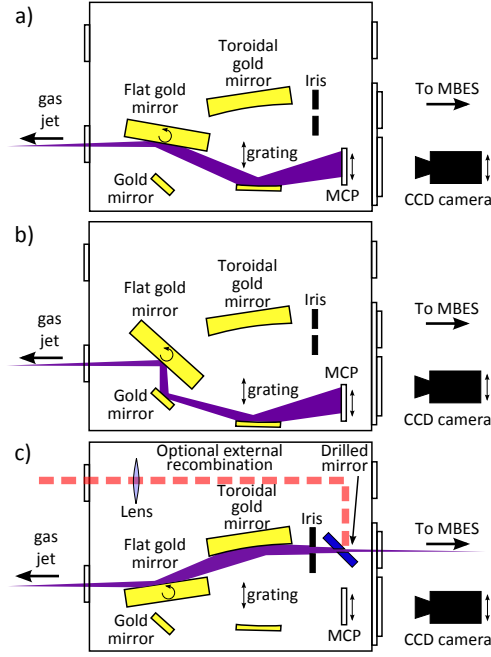 a)
Toroidal
gold
mirror
Iris
To MBES
Flat gold
mirror
gas
jet
grating
Gold
mirror
MCP
CCD camera
b)
Toroidal
gold
mirror
Iris
To MBES
Flat gold
mirror
gas
jet
MCP
Gold
mirror
grating
CCD camera
c)
Optional external
recombination
Drilled
mirror
Lens
Toroidal
gold
mirror
Iris
To MBES
gas
jet
Flat gold
mirror
grating
Gold
mirror
MCP
CCD camera